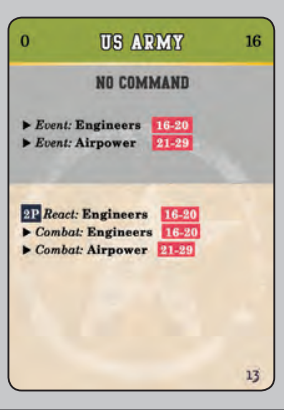 0 US ARMY 16
NO COMMAND
▶ Event: Engineers 16-20
▶ Event: Airpower 21-29
2P React: Engineers 16-20
▶ Combat: Engineers 16-20
▶ Combat: Airpower 21-29
13